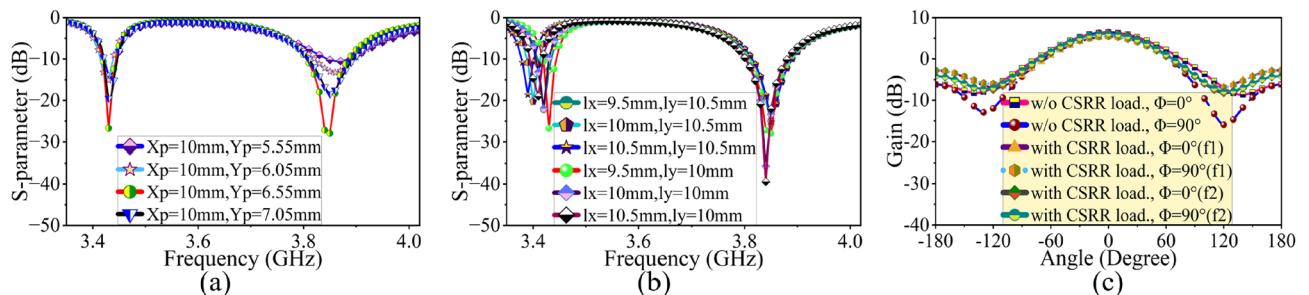 S-parameter (dB)
0
−10
−20
−30
−40
−50
Xp=10mm,Yp=5.55mm
Xp=10mm,Yp=6.05mm
Xp=10mm,Yp=6.55mm
Xp=10mm,Yp=7.05mm
3.4 3.6 3.8 4.0
Frequency (GHz)
(a)
S-parameter (dB)
0
−10
−20
−30
−40
−50
lx=9.5mm,ly=10.5mm
lx=10mm,ly=10.5mm
lx=10.5mm,ly=10.5mm
lx=9.5mm,ly=10mm
lx=10mm,ly=10mm
lx=10.5mm,ly=10mm
3.4 3.6 3.8 4.0
Frequency (GHz)
(b)
Gain(dB)
10
0
-10
-20
-30
-40
w/o CSRR load., Φ=0°
w/o CSRR load., Φ=90°
with CSRR load., Φ=0°(f1)
with CSRR load., Φ=90°(f1)
with CSRR load., Φ=0°(f2)
with CSRR load., Φ=90°(f2)
-180 -120 -60 0 60 120 180
Angle (Degree)
(c)